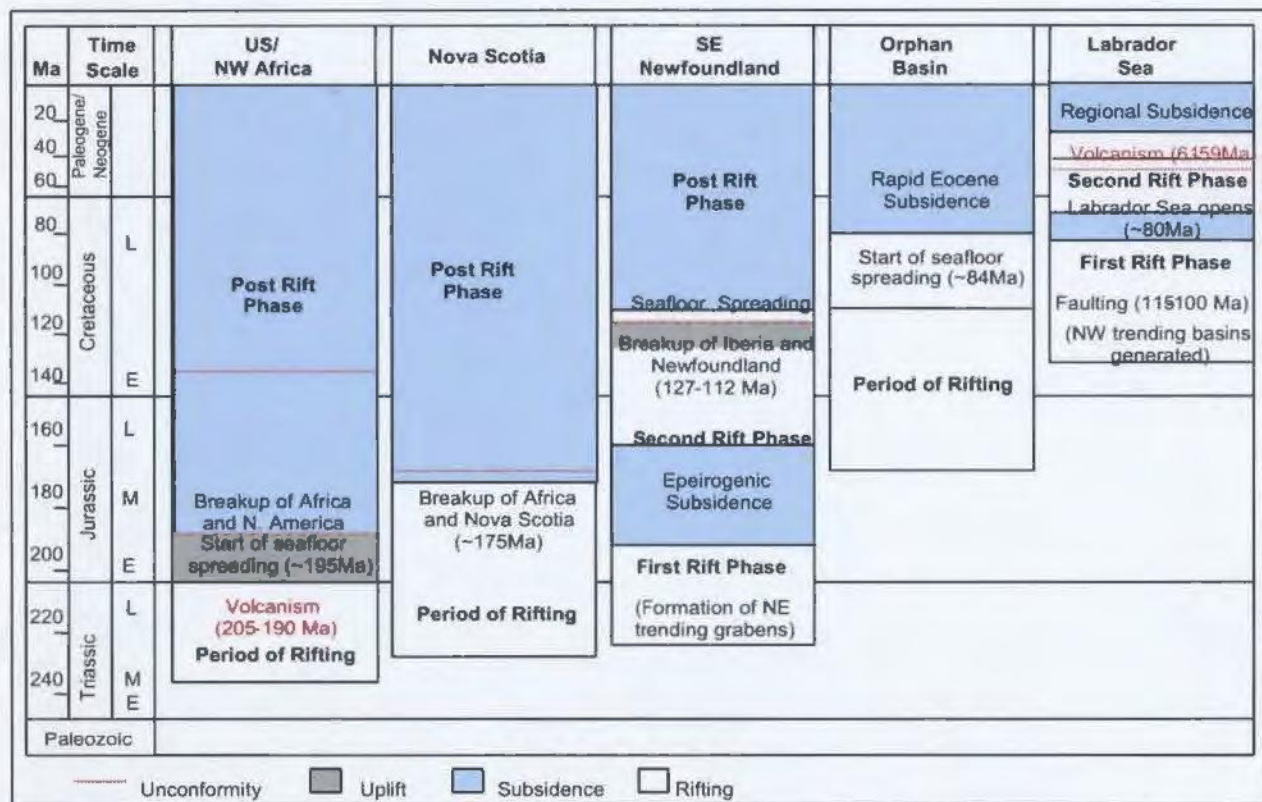 Ma
Time
Scale
US/
NW Africa
Nova Scotia
SE
Newfoundland
Orphan
Basin
Labrador
Sea
20
40
60
80
100
120
140
160
180
200
220
240
Paleogene/
Neogene
Cretaceous
Jurassic
Triassic
L
E
L
M
E
L
M
E
Paleozoic
Post Rift
Phase
Breakup of Africa
and N. America
Start of seafloor
spreading (~195Ma)
Volcanism
(205-190 Ma)
Period of Rifting
Post Rift
Phase
Breakup of Africa
and Nova Scotia
(~175Ma)
Period of Rifting
Post Rift
Phase
Seafloor Spreading
Breakup of Iberia and
Newfoundland
(127-112 Ma)
Second Rift Phase
Epeirogenic
Subsidence
First Rift Phase
(Formation of NE
trending grabens)
Rapid Eocene
Subsidence
Start of seafloor
spreading (~84Ma)
Period of Rifting
Regional Subsidence
Volcanism (6159Ma
Second Rift Phase
Labrador Sea opens
(~80Ma)
First Rift Phase
Faulting (115100 Ma)
(NW trending basins
generated)
Unconformity
Uplift
Subsidence
Rifting